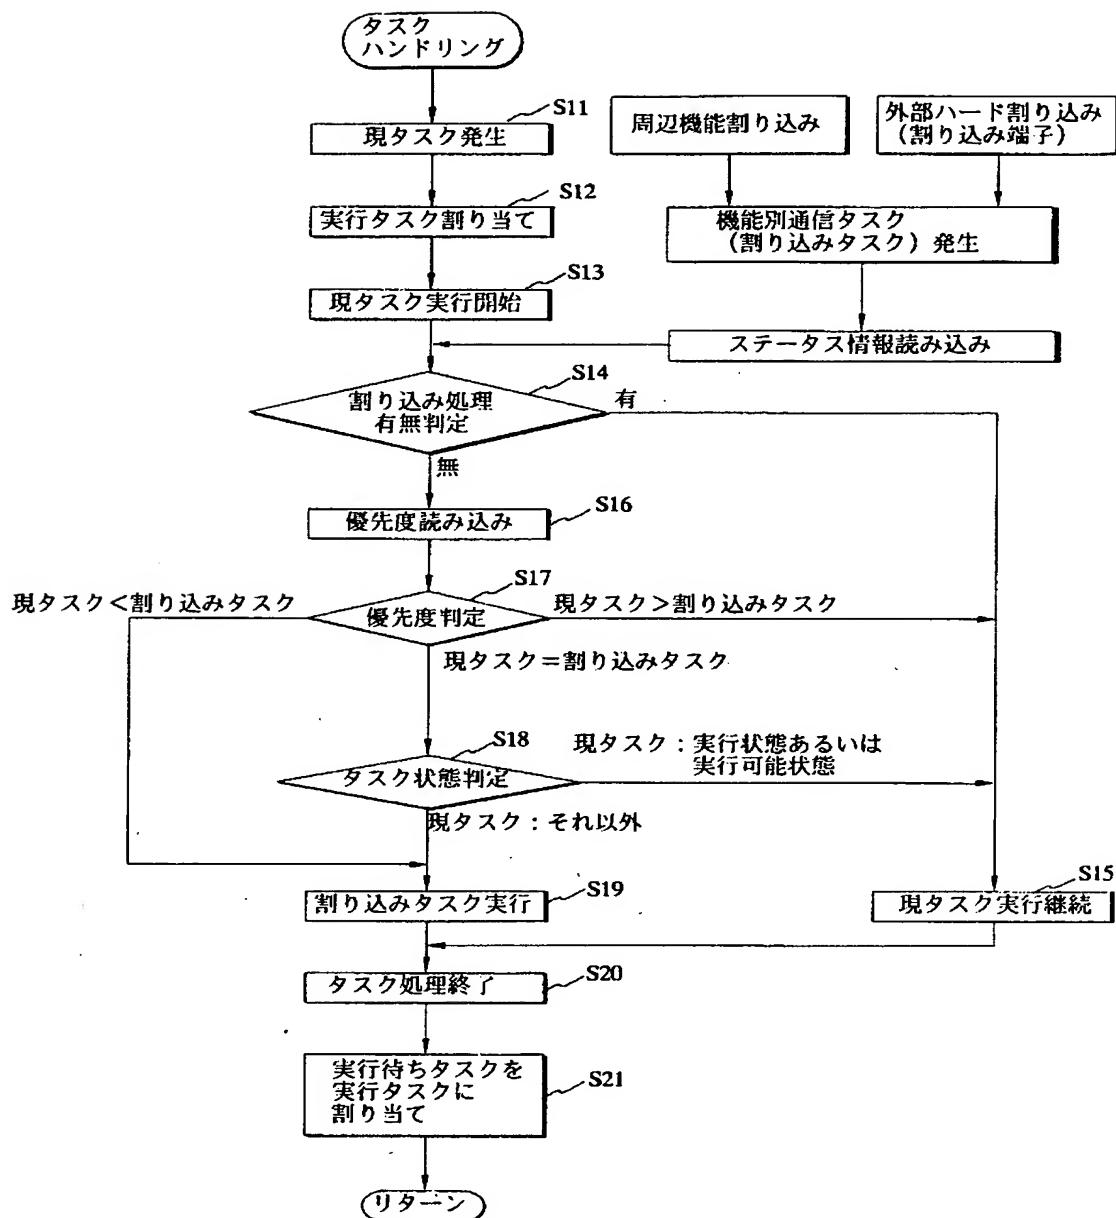 タスク
ハンドリング
S11
現タスク発生
周辺機能割り込み
外部ハード割り込み
(割り込み端子)
S12
実行タスク割り当て
機能別通信タスク
(割り込みタスク)発生
S13
現タスク実行開始
ステータス情報読み込み
S14
割り込み処理
有無判定
有
無
S16
優先度読み込み
S17
現タスク<割り込みタスク
優先度判定
現タスク>割り込みタスク
現タスク=割り込みタスク
S18
現タスク:実行状態あるいは
実行可能状態
タスク状態判定
現タスク:それ以外
S19
割り込みタスク実行
S15
現タスク実行継続
S20
タスク処理終了
S21
実行待ちタスクを
実行タスクに
割り当て
リターン